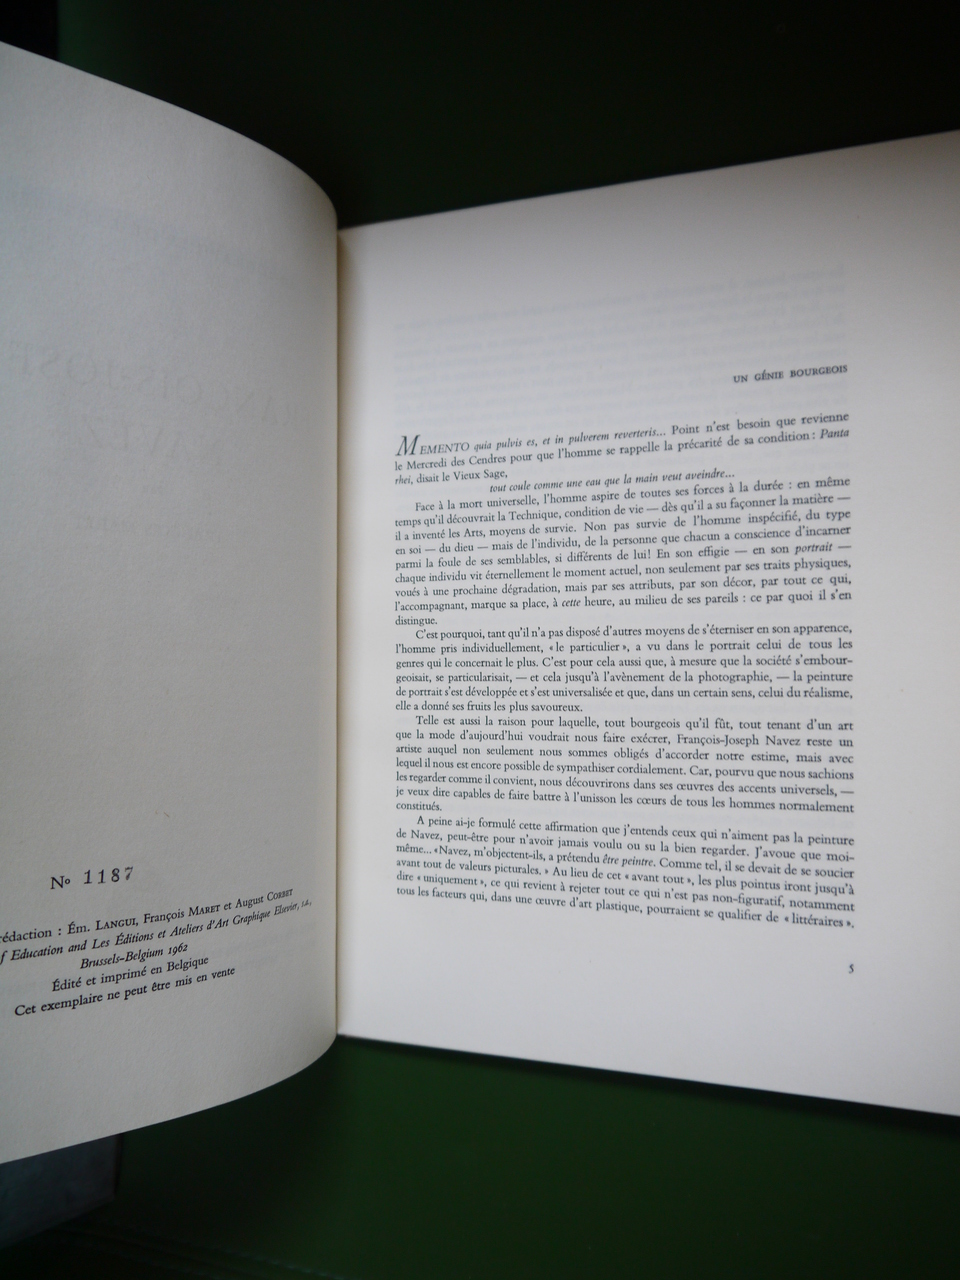 No 1187
édaction : Ém. LANGUI, François MARET et August CORBET
f Education and Les Éditions et Ateliers d'Art Graphique Elsevier, s.a.,
Brussels-Belgium 1962
Édité et imprimé en Belgique
Cet exemplaire ne peut être mis en vente
UN GÉNIE BOURGEOIS
MEMENTO quia pulvis es, et in pulverem reverteris... Point n'est besoin que revienne
le Mercredi des Cendres pour que l'homme se rappelle la précarité de sa condition : Panta
rhei, disait le Vieux Sage,
tout coule comme une eau que la main veut aveindre...
Face à la mort universelle, l'homme aspire de toutes ses forces à la durée : en même
temps qu'il découvrait la Technique, condition de vie — dès qu'il a su façonner la matière —
il a inventé les Arts, moyens de survie. Non pas survie de l'homme inspécifié, du type
en soi — du dieu — mais de l'individu, de la personne que chacun a conscience d'incarner
parmi la foule de ses semblables, si différents de lui! En son effigie — en son portrait —
chaque individu vit éternellement le moment actuel, non seulement par ses traits physiques,
voués à une prochaine dégradation, mais par ses attributs, par son décor, par tout ce qui,
l'accompagnant, marque sa place, à cette heure, au milieu de ses pareils : ce par quoi il s'en
distingue.
C'est pourquoi, tant qu'il n'a pas disposé d'autres moyens de s'éterniser en son apparence,
l'homme pris individuellement, « le particulier », a vu dans le portrait celui de tous les
genres qui le concernait le plus. C'est pour cela aussi que, à mesure que la société s'embour-
geoisait, se particularisait, — et cela jusqu'à l'avènement de la photographie, — la peinture
de portrait s'est développée et s'est universalisée et que, dans un certain sens, celui du réalisme,
elle a donné ses fruits les plus savoureux.
Telle est aussi la raison pour laquelle, tout bourgeois qu'il fût, tout tenant d'un art
que la mode d'aujourd'hui voudrait nous faire exécrer, François-Joseph Navez reste un
artiste auquel non seulement nous sommes obligés d'accorder notre estime, mais avec
lequel il nous est encore possible de sympathiser cordialement. Car, pourvu que nous sachions
les regarder comme il convient, nous découvrirons dans ses œuvres des accents universels, —
je veux dire capables de faire battre à l'unisson les cœurs de tous les hommes normalement
constitués.
A peine ai-je formulé cette affirmation que j'entends ceux qui n'aiment pas la peinture
de Navez, peut-être pour n'avoir jamais voulu ou su la bien regarder. J'avoue que moi-
même... « Navez, m'objectent-ils, a prétendu être peintre. Comme tel, il se devait de se soucier
avant tout de valeurs picturales. » Au lieu de cet « avant tout », les plus pointus iront jusqu'à
dire « uniquement », ce qui revient à rejeter tout ce qui n'est pas non-figuratif, notamment
tous les facteurs qui, dans une œuvre d'art plastique, pourraient se qualifier de « littéraires ».
5